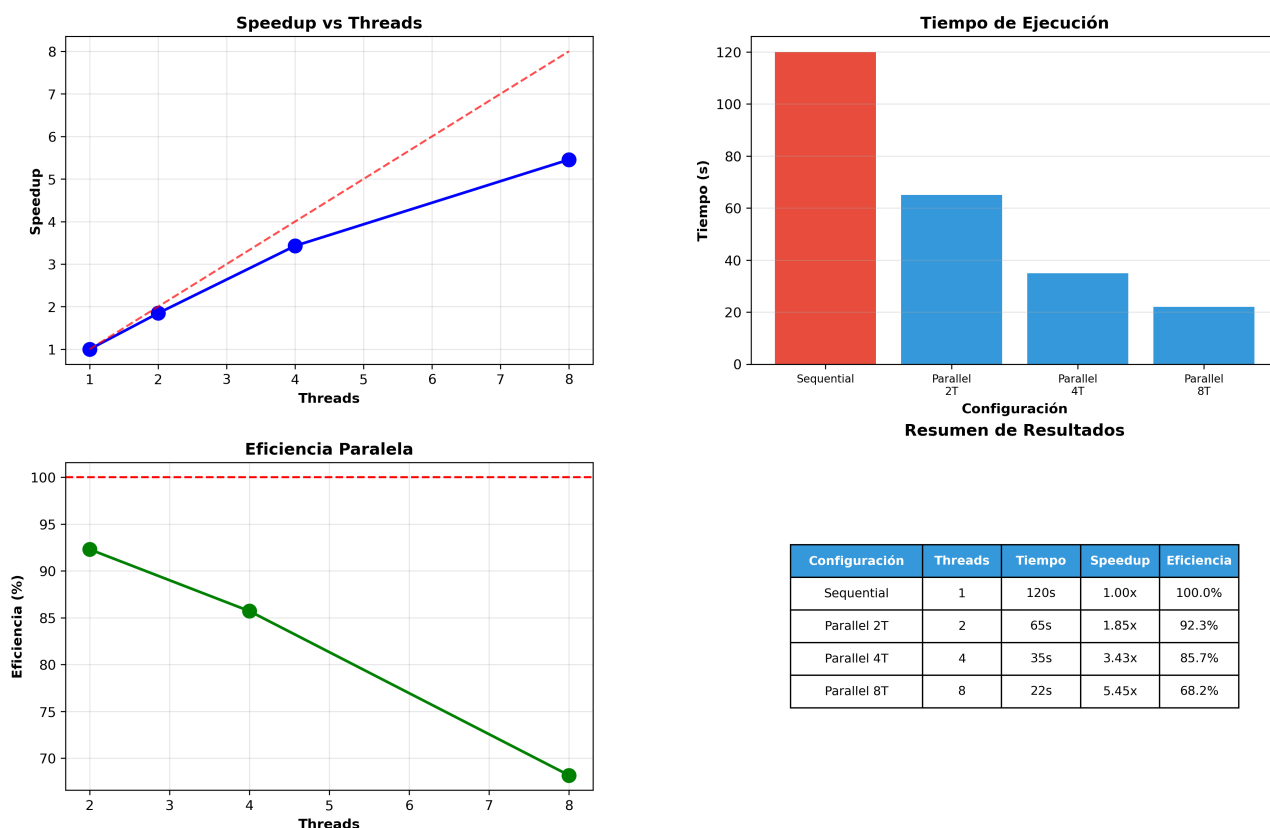 Speedup vs Threads
8
7
6
5
4
3
2
1
Speedup
1 2 3 4 5 6 7 8
Threads
Tiempo de Ejecución
120
100
80
60
40
20
0
Tiempo (s)
Sequential
Parallel
2T
Parallel
4T
Parallel
8T
Configuración
Eficiencia Paralela
100
95
90
85
80
75
70
Eficiencia (%)
2 3 4 5 6 7 8
Threads
Resumen de Resultados
Configuración Threads Tiempo Speedup Eficiencia
Sequential 1 120s 1.00x 100.0%
Parallel 2T 2 65s 1.85x 92.3%
Parallel 4T 4 35s 3.43x 85.7%
Parallel 8T 8 22s 5.45x 68.2%